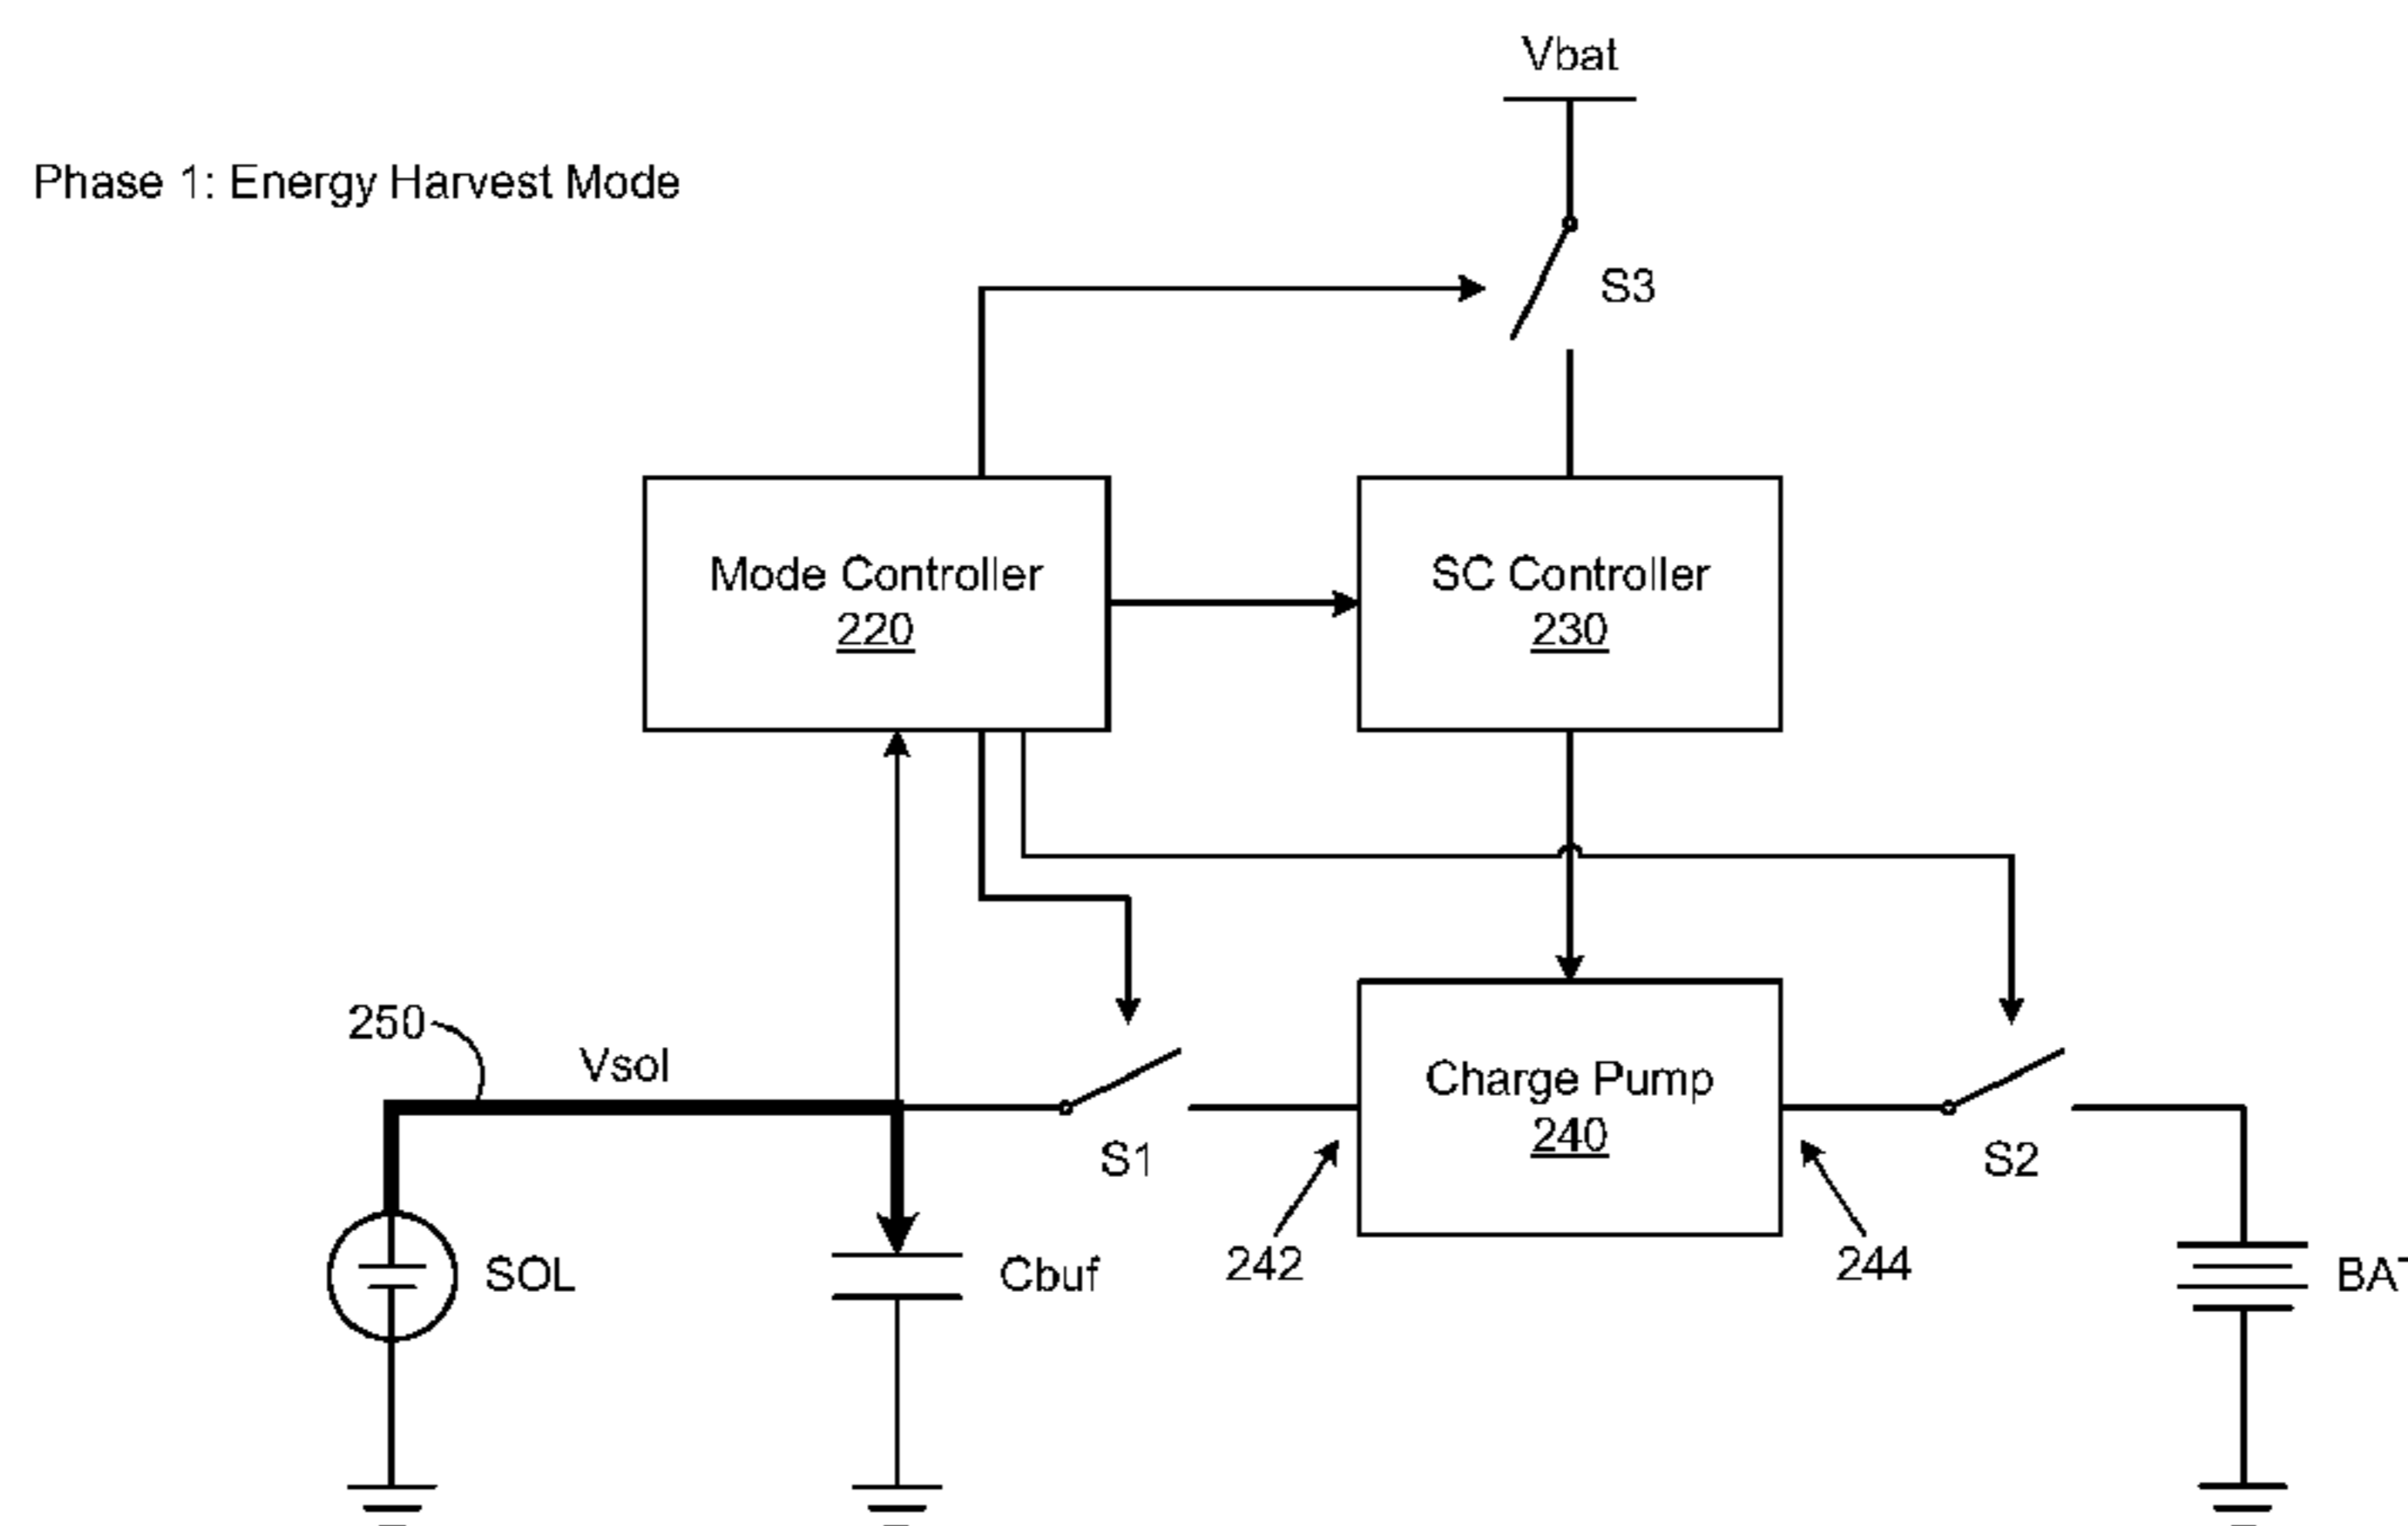 Vbat
Phase 1: Energy Harvest Mode
S3
Mode Controller
220
SC Controller
230
250
Vsol
Charge Pump
240
S1
S2
242
244
SOL
Cbuf